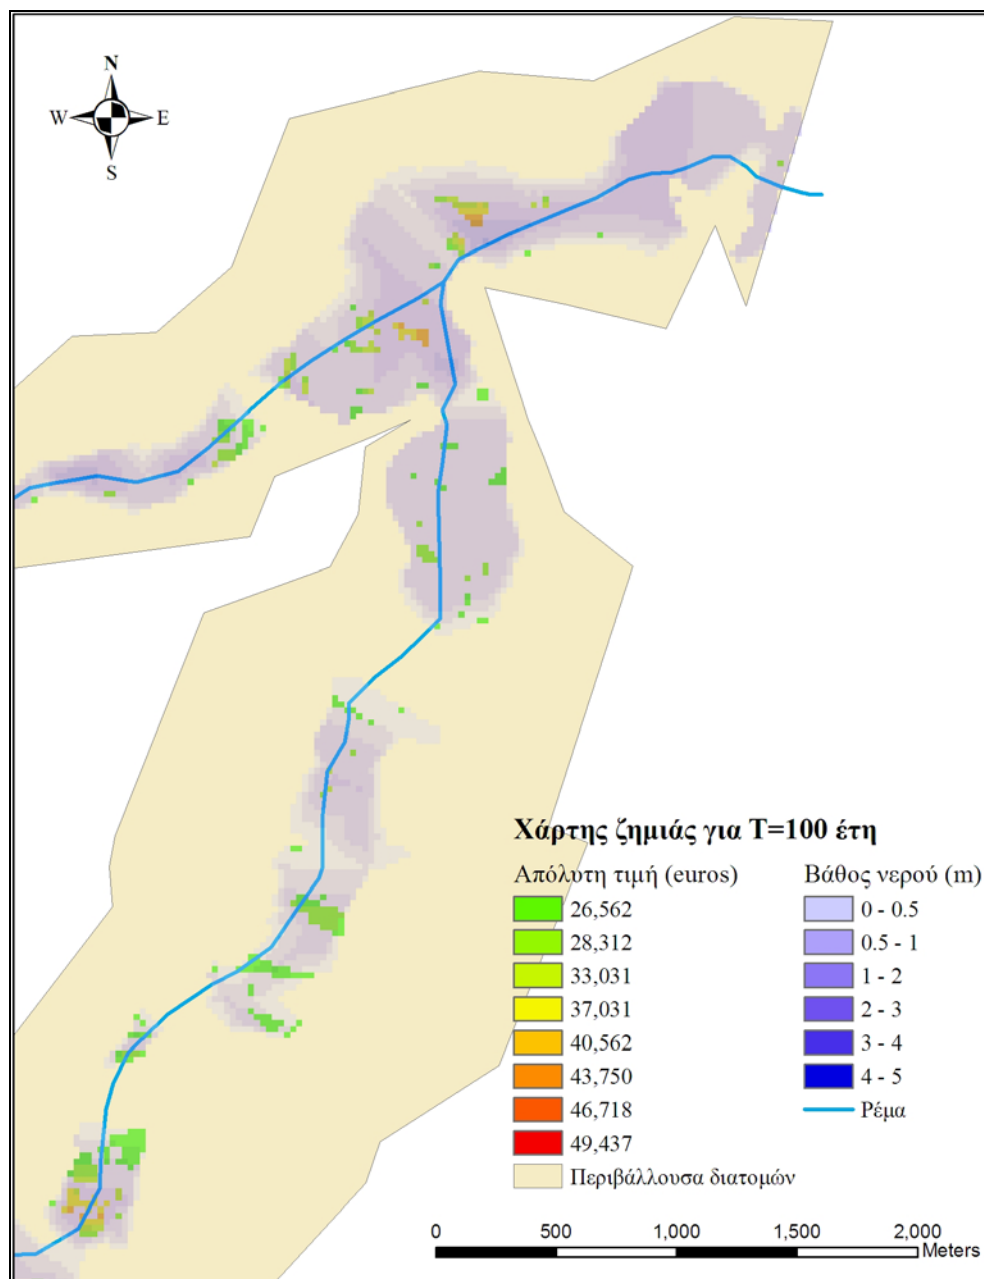 N
W E
S
Χάρτης ζημιάς για Τ=100 έτη
Απόλυτη τιμή (euros)
26,562
28,312
33,031
37,031
40,562
43,750
46,718
49,437
Περιβάλλουσα διατομών
Βάθος νερού (m)
0 - 0.5
0.5 - 1
1 - 2
2 - 3
3 - 4
4 - 5
Ρέμα
0 500 1,000 1,500 2,000
Meters